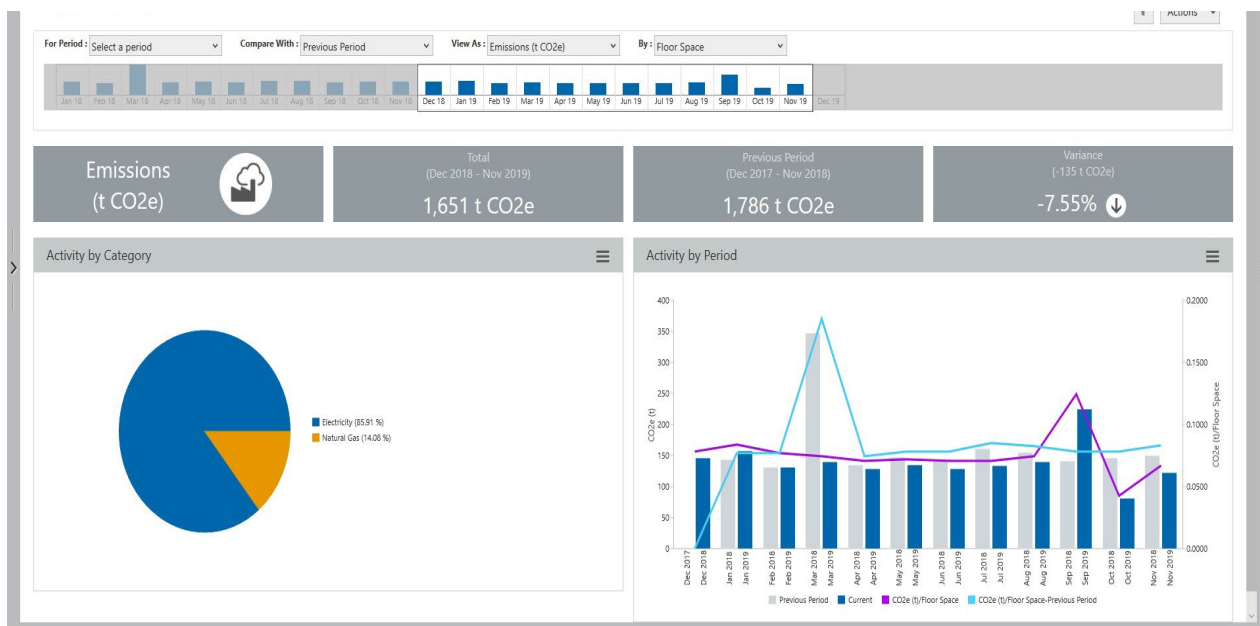 Actions
For Period : Select a period Compare With : Previous Period View As : Emissions (t CO2e) By : Floor Space
Jan 18 Feb 18 Mar 18 Apr 18 May 18 Jun 18 Jul 18 Aug 18 Sep 18 Oct 18 Nov 18 Dec 18 Jan 19 Feb 19 Mar 19 Apr 19 May 19 Jun 19 Jul 19 Aug 19 Sep 19 Oct 19 Nov 19 Dec 19
Emissions
(t CO2e)
Total
(Dec 2018 - Nov 2019)
1,651 t CO2e
Previous Period
(Dec 2017 - Nov 2018)
1,786 t CO2e
Variance
(-135 t CO2e)
-7.55%
Activity by Category
Electricity (85.91 %)
Natural Gas (14.08 %)
Activity by Period
400
350
300
250
200
150
100
50
0
CO2e (t)
0.2000
0.1500
0.1000
0.0500
0.0000
CO2e (t)/Floor Space
Dec 2017
Dec 2018
Jan 2018
Jan 2019
Feb 2018
Feb 2019
Mar 2018
Mar 2019
Apr 2018
Apr 2019
May 2018
May 2019
Jun 2018
Jun 2019
Jul 2018
Jul 2019
Aug 2018
Aug 2019
Sep 2018
Sep 2019
Oct 2018
Oct 2019
Nov 2018
Nov 2019
Previous Period Current CO2e (t)/Floor Space CO2e (t)/Floor Space-Previous Period